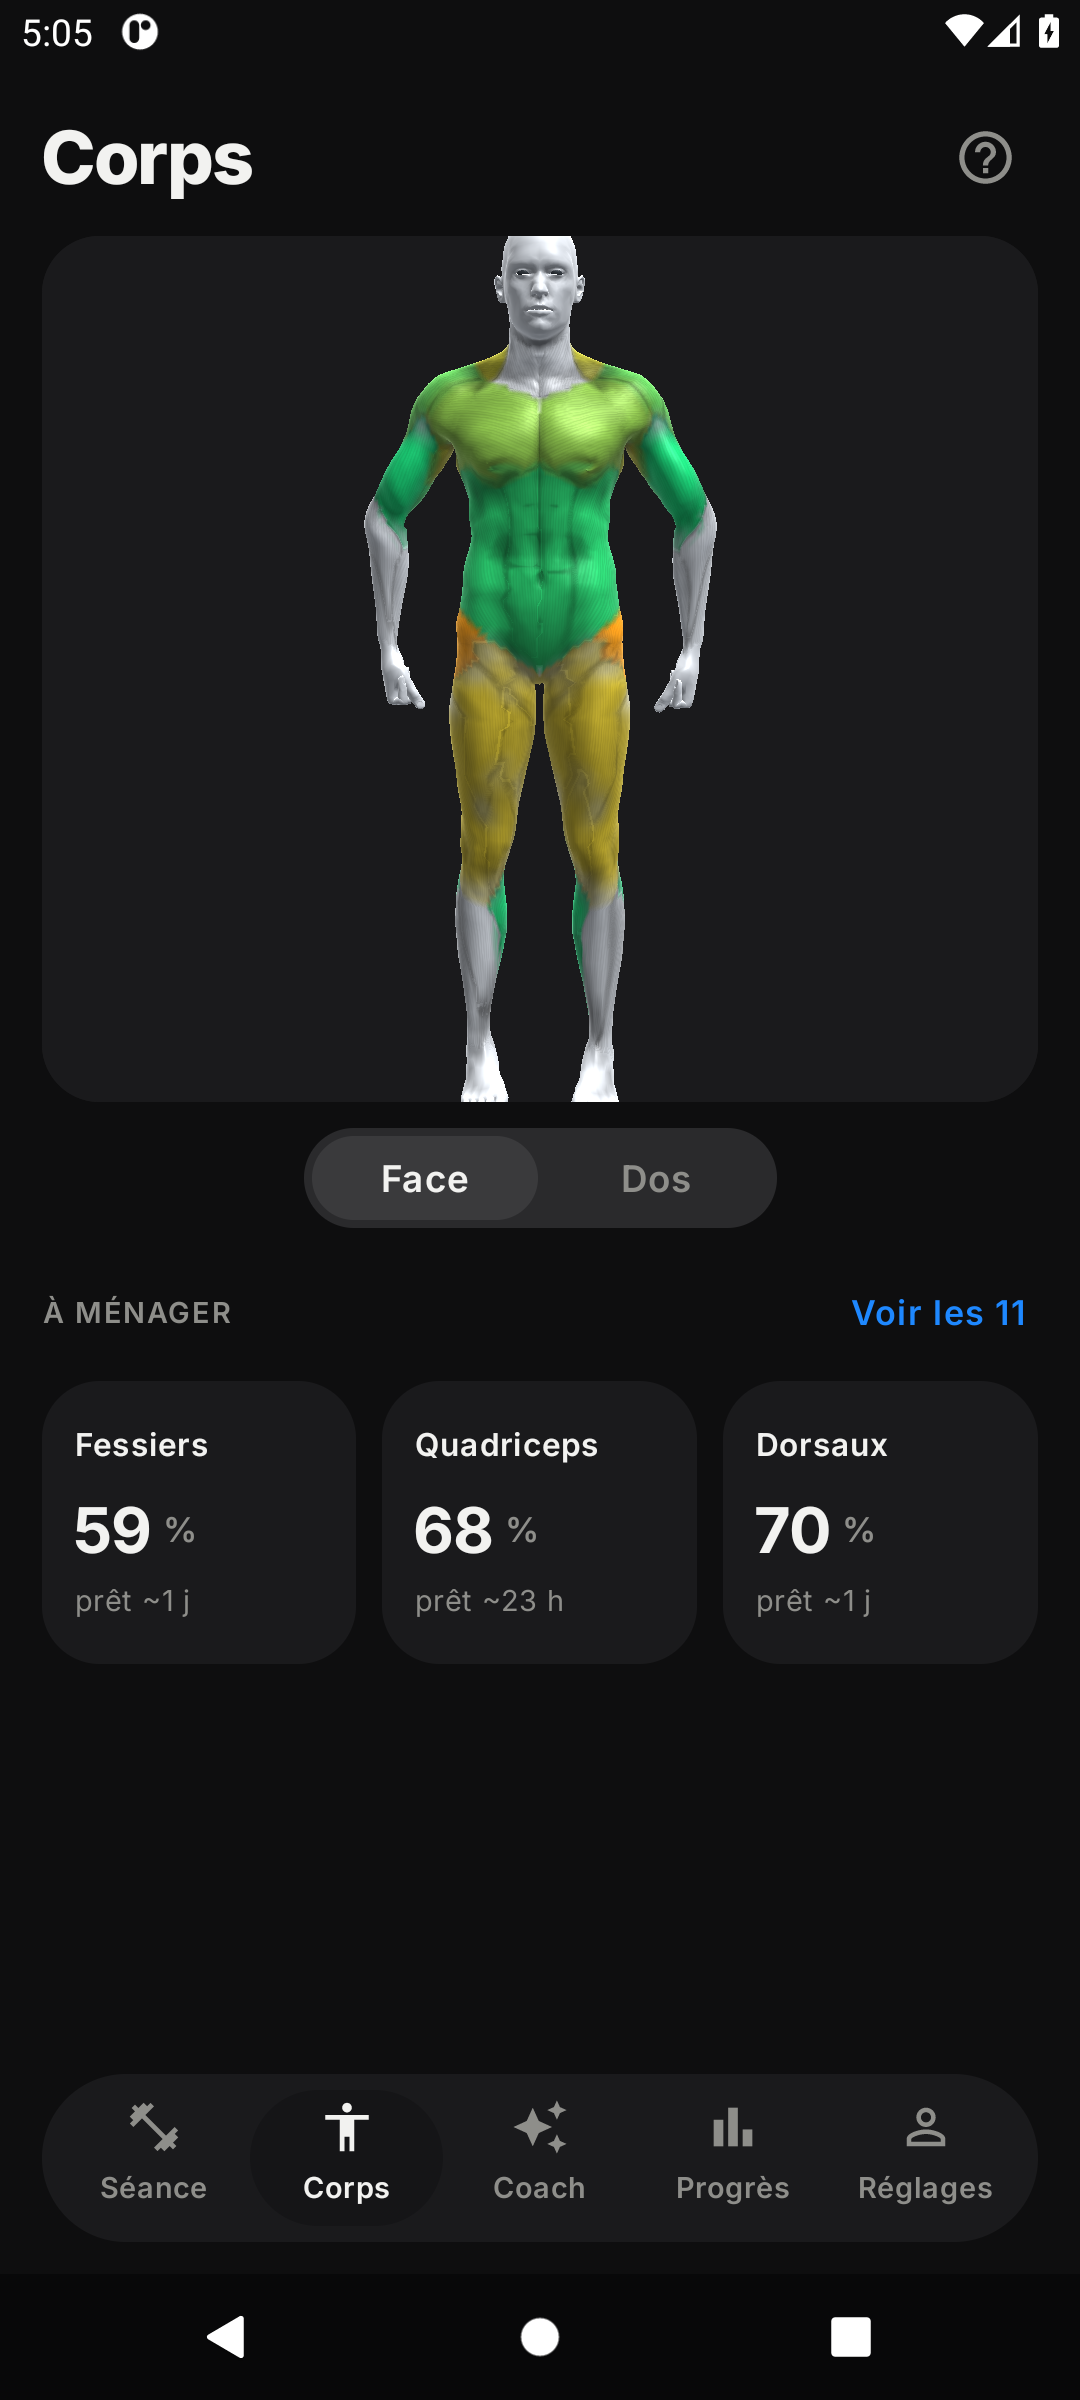 5:05
Corps
Face Dos
À MÉNAGER Voir les 11
Fessiers Quadriceps Dorsaux
59 % 68 % 70 %
prêt ~1 j prêt ~23 h prêt ~1 j
Séance Corps Coach Progrès Réglages